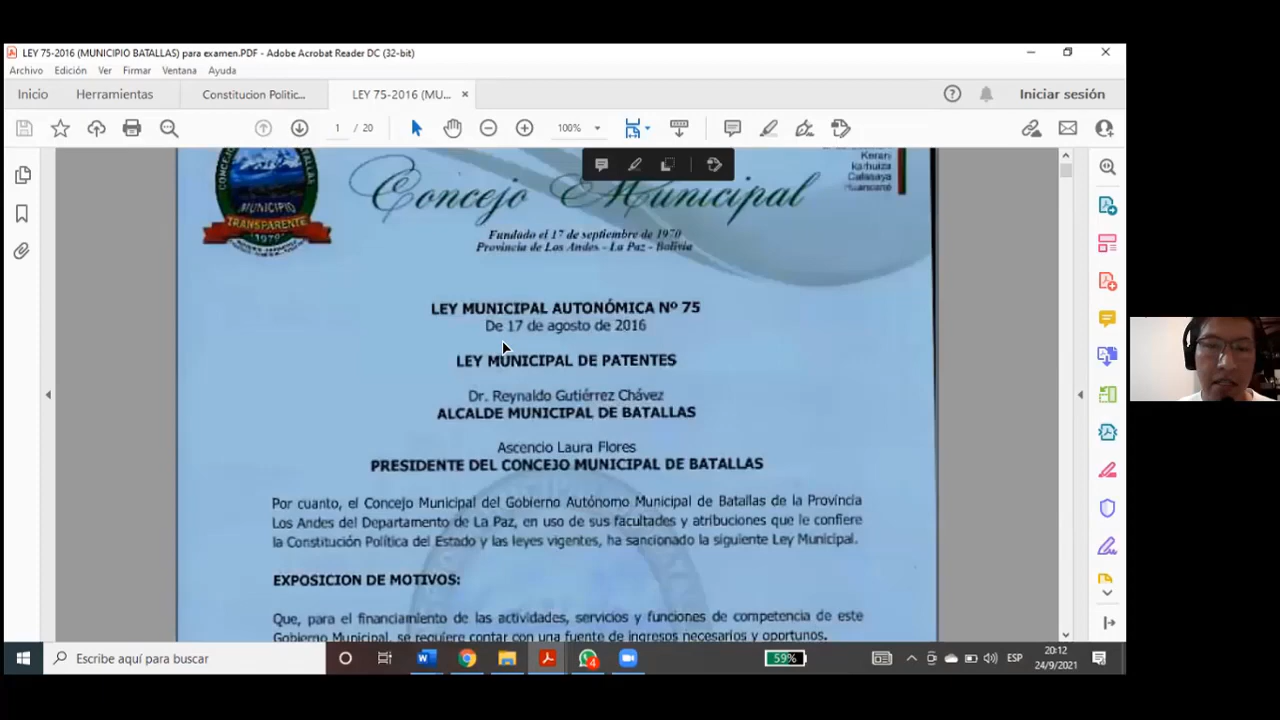 LEY 75-2016 (MUNICIPIO BATALLAS) para examen.PDF - Adobe Acrobat Reader DC (32-bit)
Archivo Edición Ver Firmar Ventana Ayuda
Inicio Herramientas Constitucion Politic... LEY 75-2016 (MU... Iniciar sesión
1 / 20 100%
Keran
karhuiza
Calasaya
Huancané
MUNICIPIO
TRANSPARENTE
1970
Concejo Municipal
Fundado el 17 de septiembre de 1970
Provincia de Los Andes - La Paz - Bolivia
LEY MUNICIPAL AUTONÓMICA Nº 75
De 17 de agosto de 2016
LEY MUNICIPAL DE PATENTES
Dr. Reynaldo Gutiérrez Chávez
ALCALDE MUNICIPAL DE BATALLAS
Ascencio Laura Flores
PRESIDENTE DEL CONCEJO MUNICIPAL DE BATALLAS
Por cuanto, el Concejo Municipal del Gobierno Autónomo Municipal de Batallas de la Provincia
Los Andes del Departamento de La Paz, en uso de sus facultades y atribuciones que le confiere
la Constitución Política del Estado y las leyes vigentes, ha sancionado la siguiente Ley Municipal.
EXPOSICION DE MOTIVOS:
Que, para el financiamiento de las actividades, servicios y funciones de competencia de este
Gobierno Municipal, se requiere contar con una fuente de ingresos necesarios y oportunos.
Escribe aquí para buscar 4 59% ESP 20:12
24/9/2021